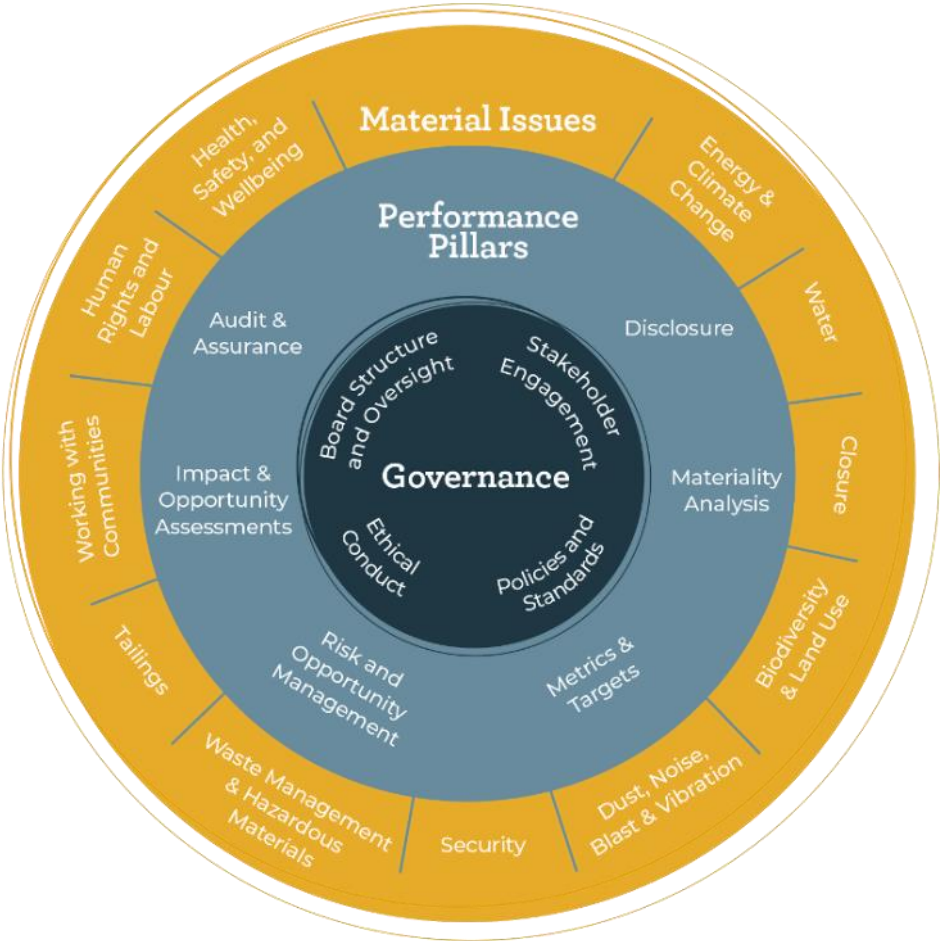 Material Issues
Energy &
Climate
Change
Water
Closure
Biodiversity
& Land Use
Dust, Noise,
Blast & Vibration
Security
Waste Management
& Hazardous
Materials
Tailings
Working with
Communities
Human
Rights and
Labour
Health,
Safety, and
Wellbeing
Performance
Pillars
Disclosure
Materiality
Analysis
Metrics &
Targets
Risk and
Opportunity
Management
Impact &
Opportunity
Assessments
Audit &
Assurance
Governance
Board Structure
and Oversight
Stakeholder
Engagement
Policies and
Standards
Ethical
Conduct